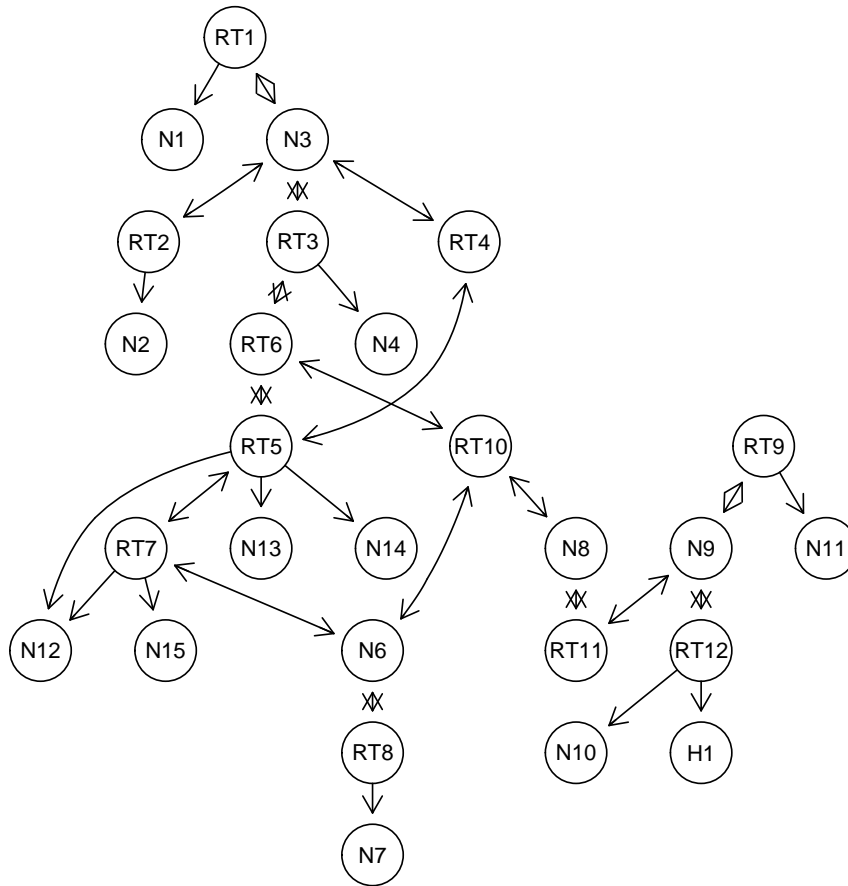 RT1
N1 N3
RT2 RT3 RT4
N2 RT6 N4
RT5 RT10 RT9
RT7 N13 N14 N8 N9 N11
N12 N15 N6 RT11 RT12
RT8 N10 H1
N7